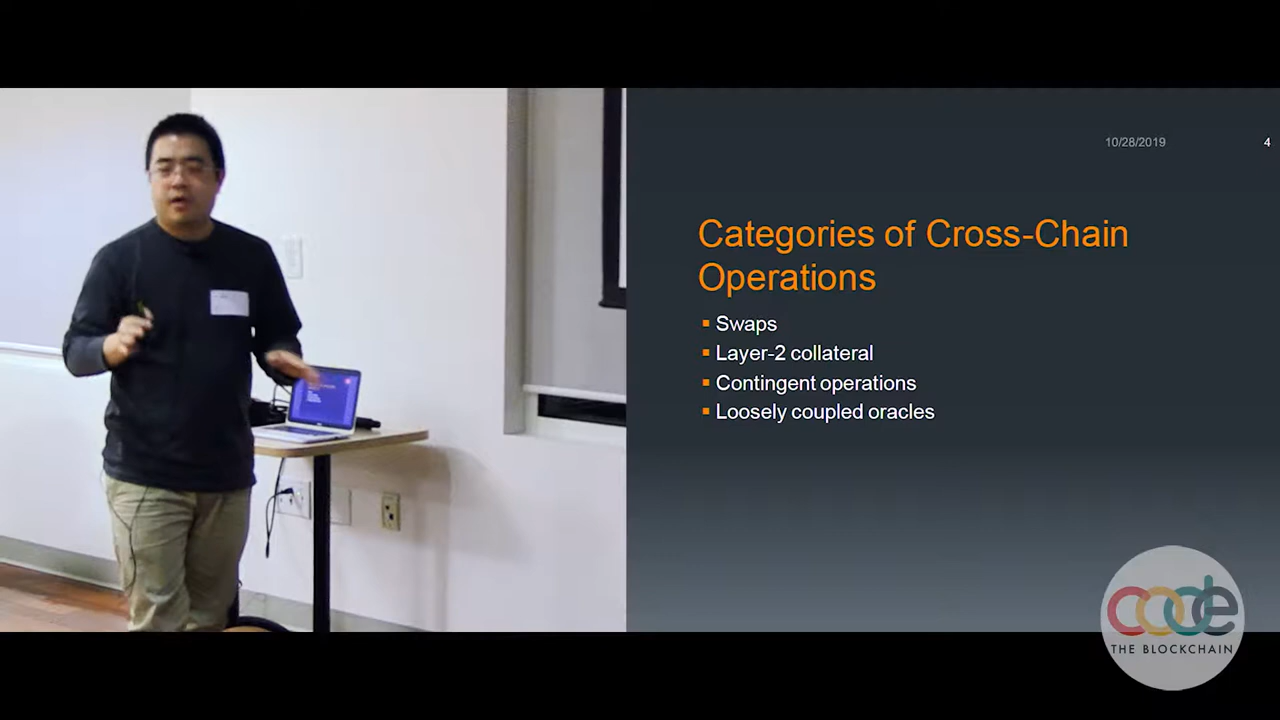 10/28/2019
4
Categories of Cross-Chain
Operations
Swaps
Layer-2 collateral
Contingent operations
Loosely coupled oracles
code
THE BLOCKCHAIN